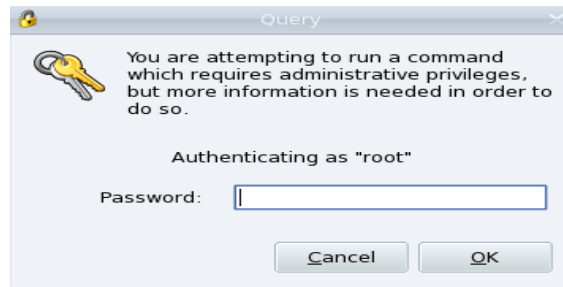 Query
You are attempting to run a command
which requires administrative privileges,
but more information is needed in order to
do so.
Authenticating as "root"
Password:
Cancel
OK